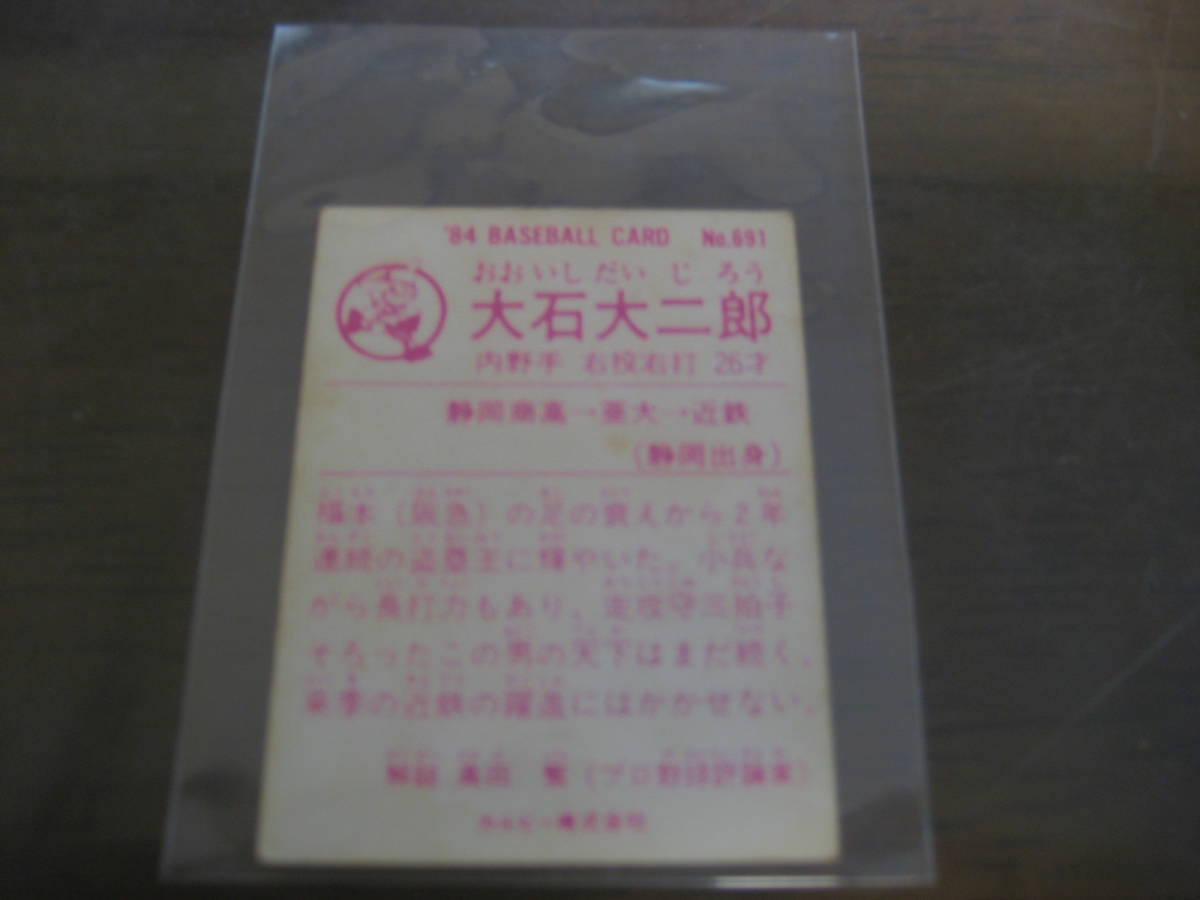 '84 BASEBALL CARD No.691
おおいしだいじろう
大石大二郎
内野手 右投右打 26才
静岡商高→亜大→近鉄
(静岡出身)
福本(阪急)の足の衰えから2年
連続の盗塁王に輝やいた。小兵な
がら長打力もあり、走攻守三拍子
そろったこの男の天下はまだ続く。
来季の近鉄の躍進にはかかせない。
解説 高田 繁(プロ野球評論家)
カルビー株式会社